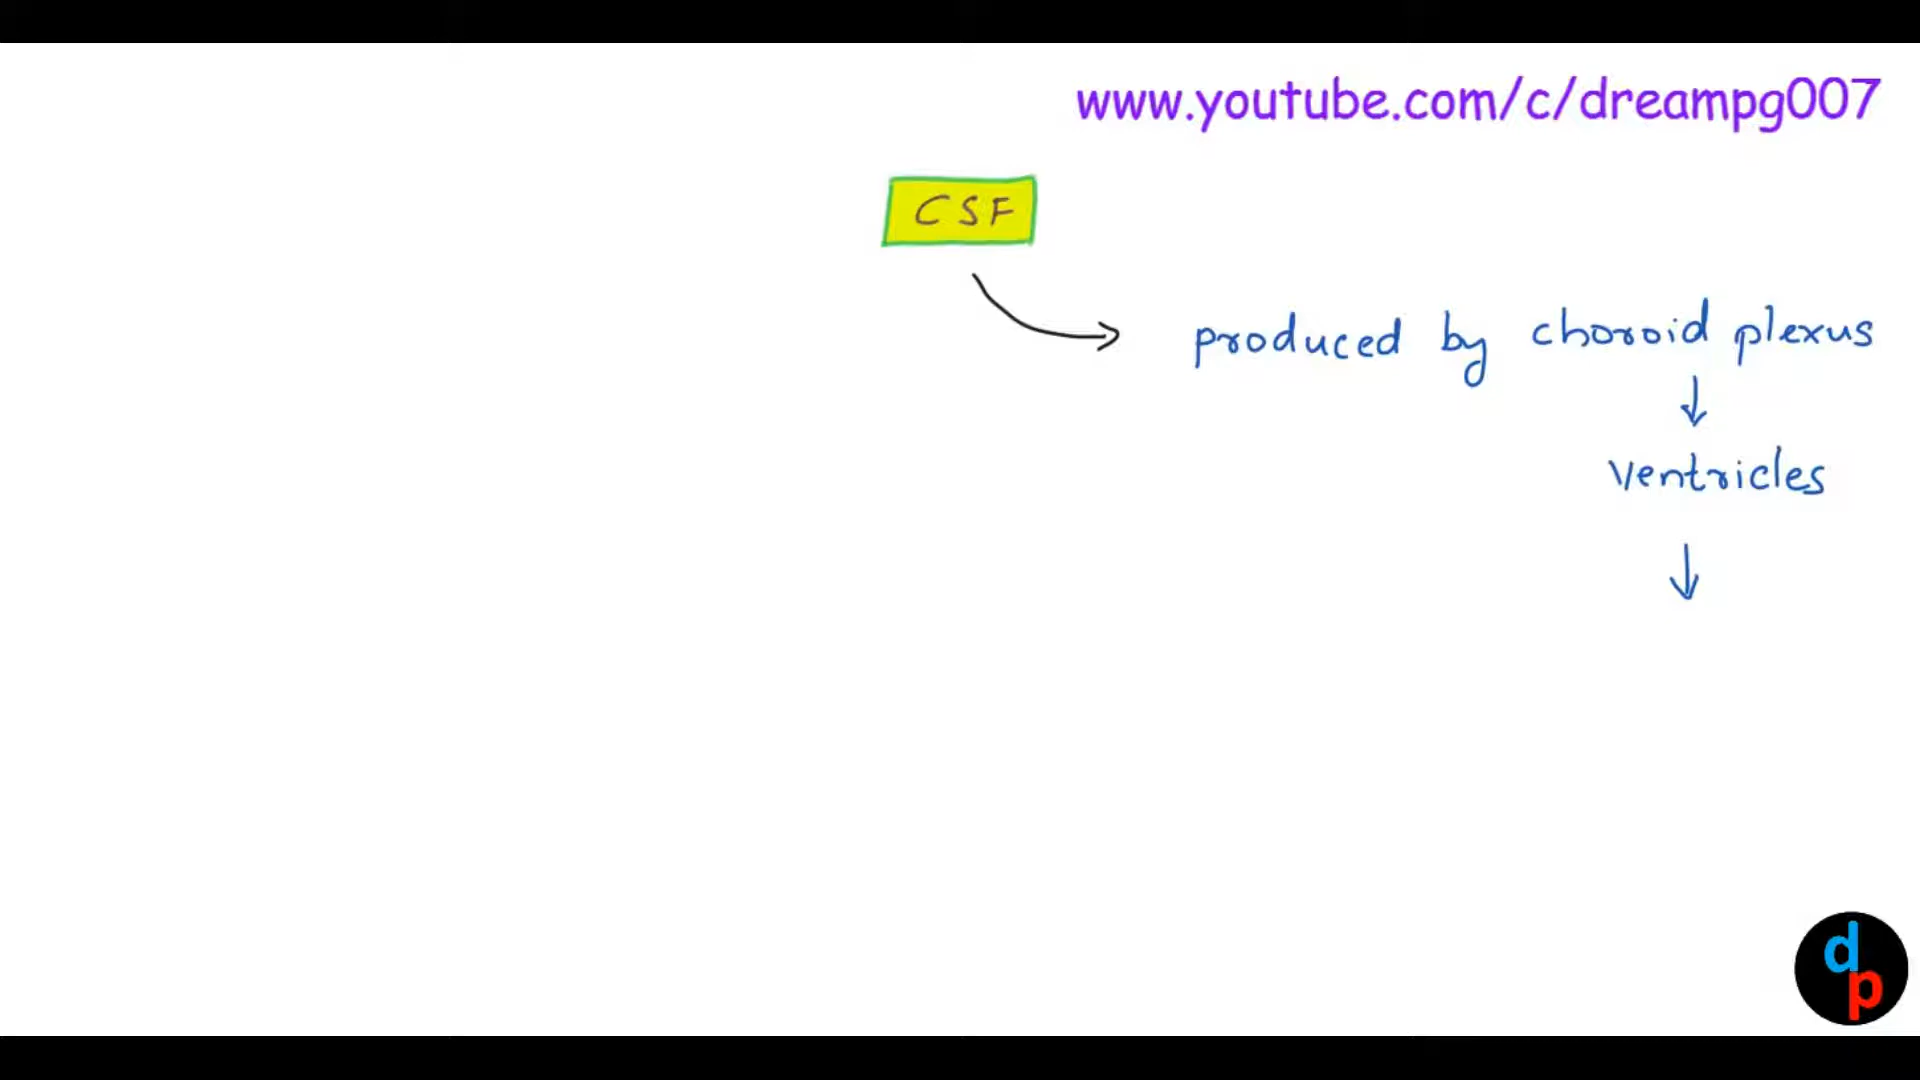 www.youtube.com/c/dreampg007
CSF
produced by choroid plexus
↓
ventricles
↓
dp